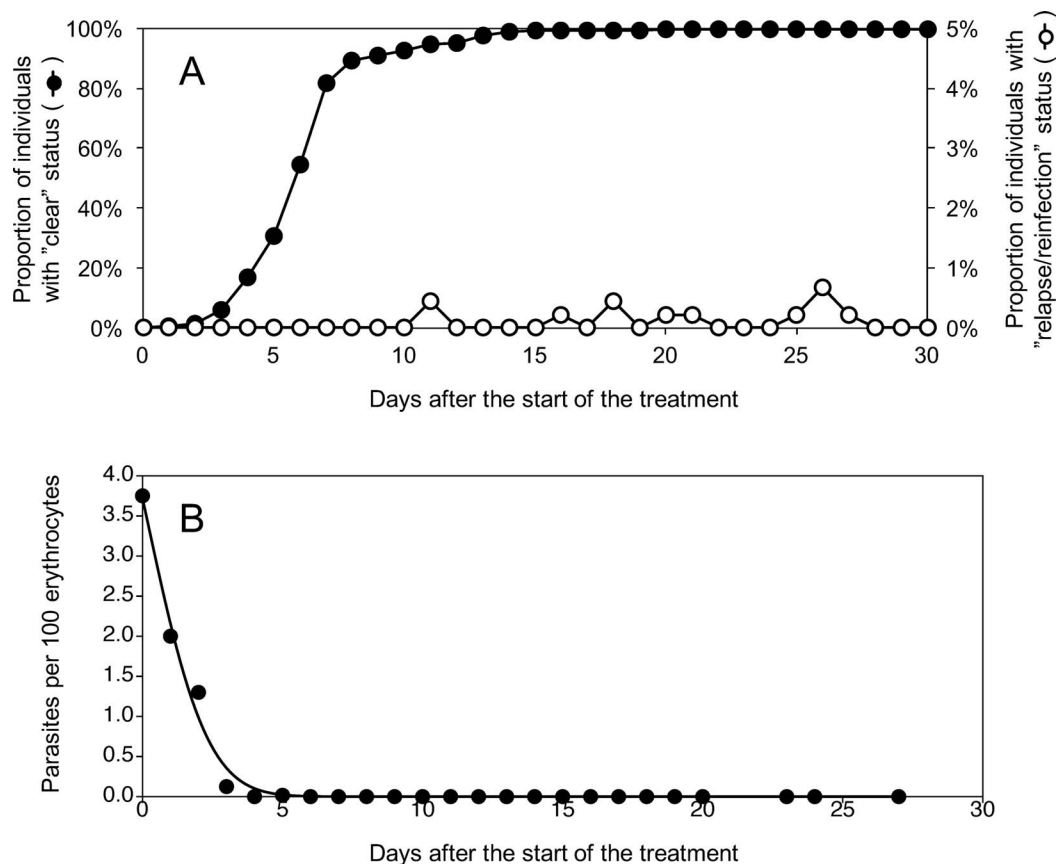 Proportion of individuals
with "clear" status ( )
100%
80%
60%
40%
20%
0%
A
5%
4%
3%
2%
1%
0%
Proportion of individuals with
"relapse/reinfection" status ( )
0 5 10 15 20 25 30
Days after the start of the treatment
Parasites per 100 erythrocytes
4.0
3.5
3.0
2.5
2.0
1.5
1.0
0.5
0.0
B
0 5 10 15 20 25 30
Days after the start of the treatment